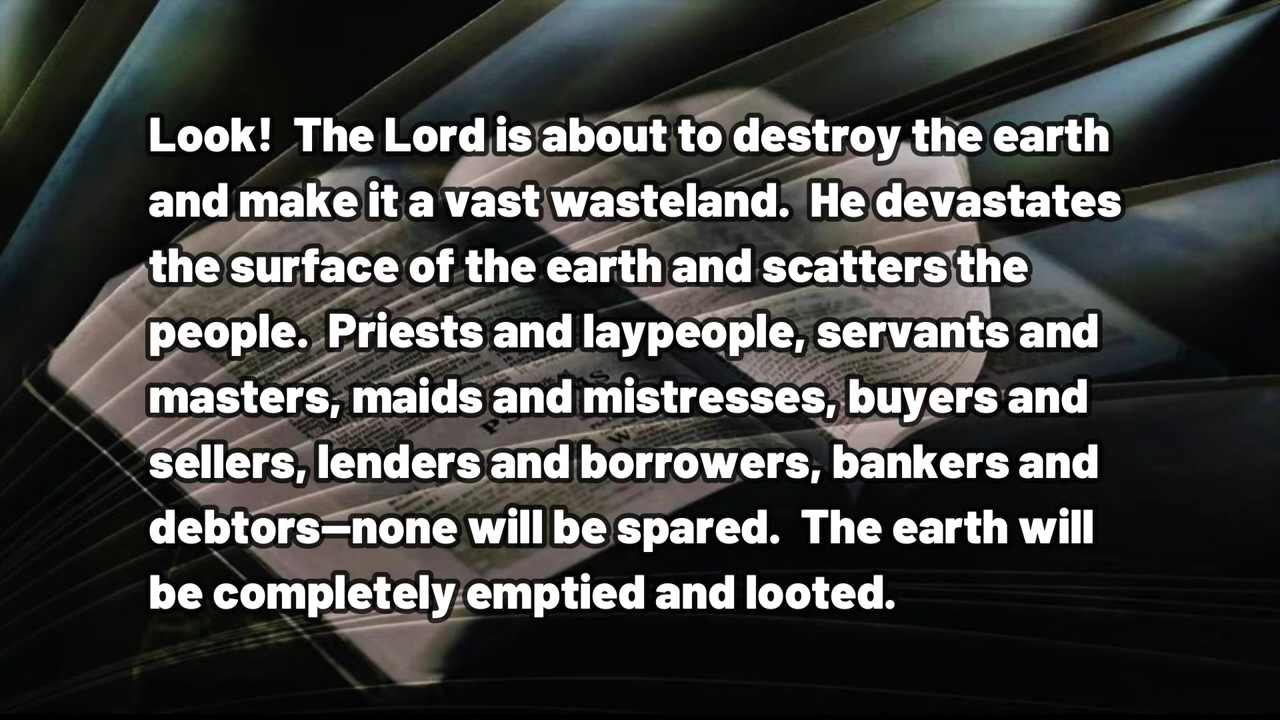 Look!  The Lord is about to destroy the earth
and make it a vast wasteland.  He devastates
the surface of the earth and scatters the
people.  Priests and laypeople, servants and
masters, maids and mistresses, buyers and
sellers, lenders and borrowers, bankers and
debtors—none will be spared.  The earth will
be completely emptied and looted.